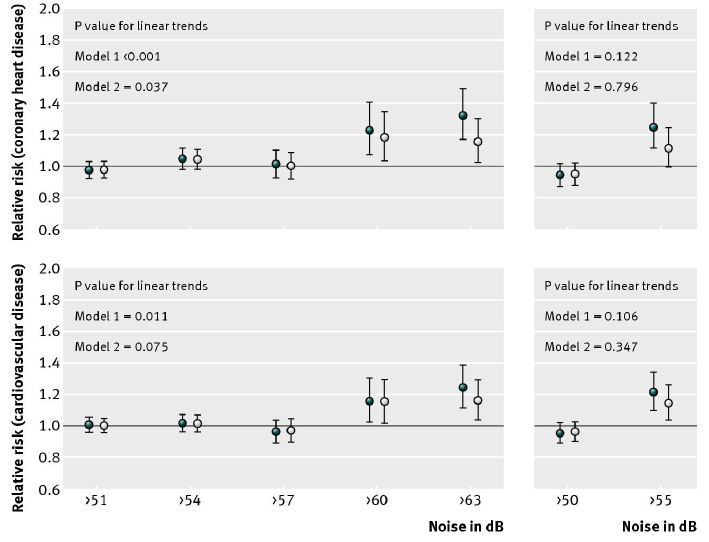 Relative risk (coronary heart disease)
2.0
1.8
1.6
1.4
1.2
1.0
0.8
0.6
P value for linear trends
Model 1 <0.001
Model 2 = 0.037
P value for linear trends
Model 1 = 0.122
Model 2 = 0.796
Relative risk (cardiovascular disease)
2.0
1.8
1.6
1.4
1.2
1.0
0.8
0.6
P value for linear trends
Model 1 = 0.011
Model 2 = 0.075
P value for linear trends
Model 1 = 0.106
Model 2 = 0.347
>51 >54 >57 >60 >63
Noise in dB
>50 >55
Noise in dB